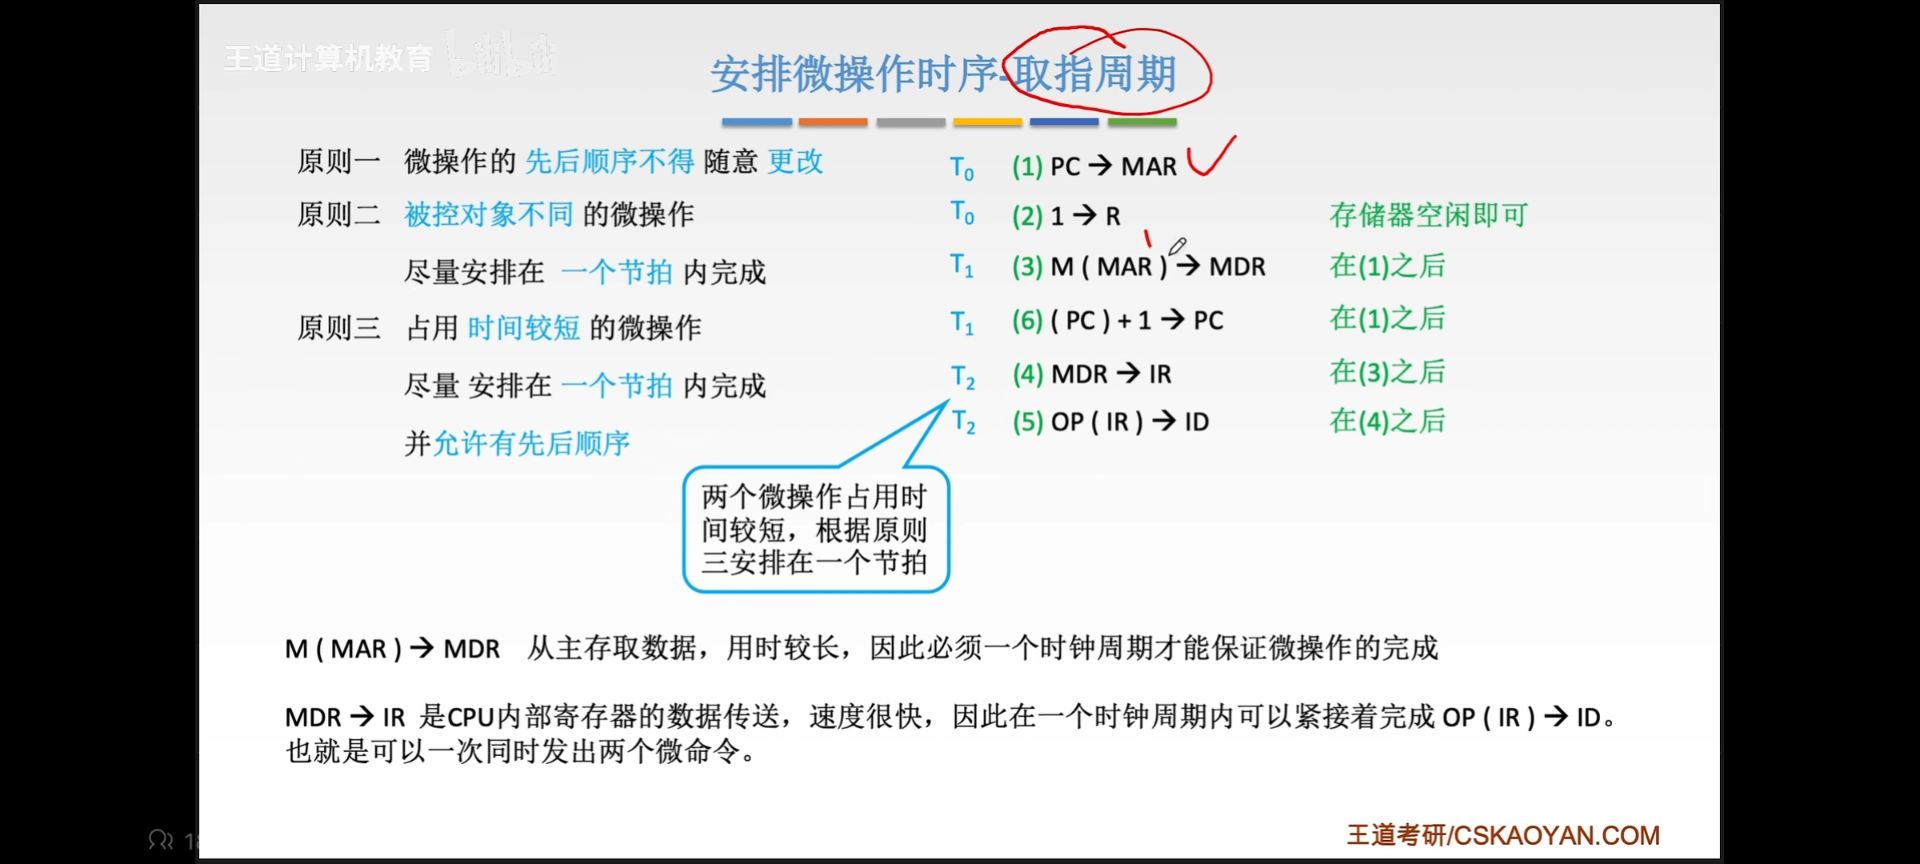 王道计算机教育 bilibili
安排微操作时序-取指周期
原则一 微操作的 先后顺序不得 随意 更改
原则二 被控对象不同 的微操作
尽量安排在 一个节拍 内完成
原则三 占用 时间较短 的微操作
尽量 安排在 一个节拍 内完成
并允许有先后顺序
T0 (1) PC → MAR
T0 (2) 1 → R 存储器空闲即可
T1 (3) M ( MAR ) → MDR 在(1)之后
T1 (6) ( PC ) + 1 → PC 在(1)之后
T2 (4) MDR → IR 在(3)之后
T2 (5) OP ( IR ) → ID 在(4)之后
两个微操作占用时
间较短，根据原则
三安排在一个节拍
M ( MAR ) → MDR 从主存取数据，用时较长，因此必须一个时钟周期才能保证微操作的完成
MDR → IR 是CPU内部寄存器的数据传送，速度很快，因此在一个时钟周期内可以紧接着完成 OP ( IR ) → ID。
也就是可以一次同时发出两个微命令。
王道考研/CSKAOYAN.COM